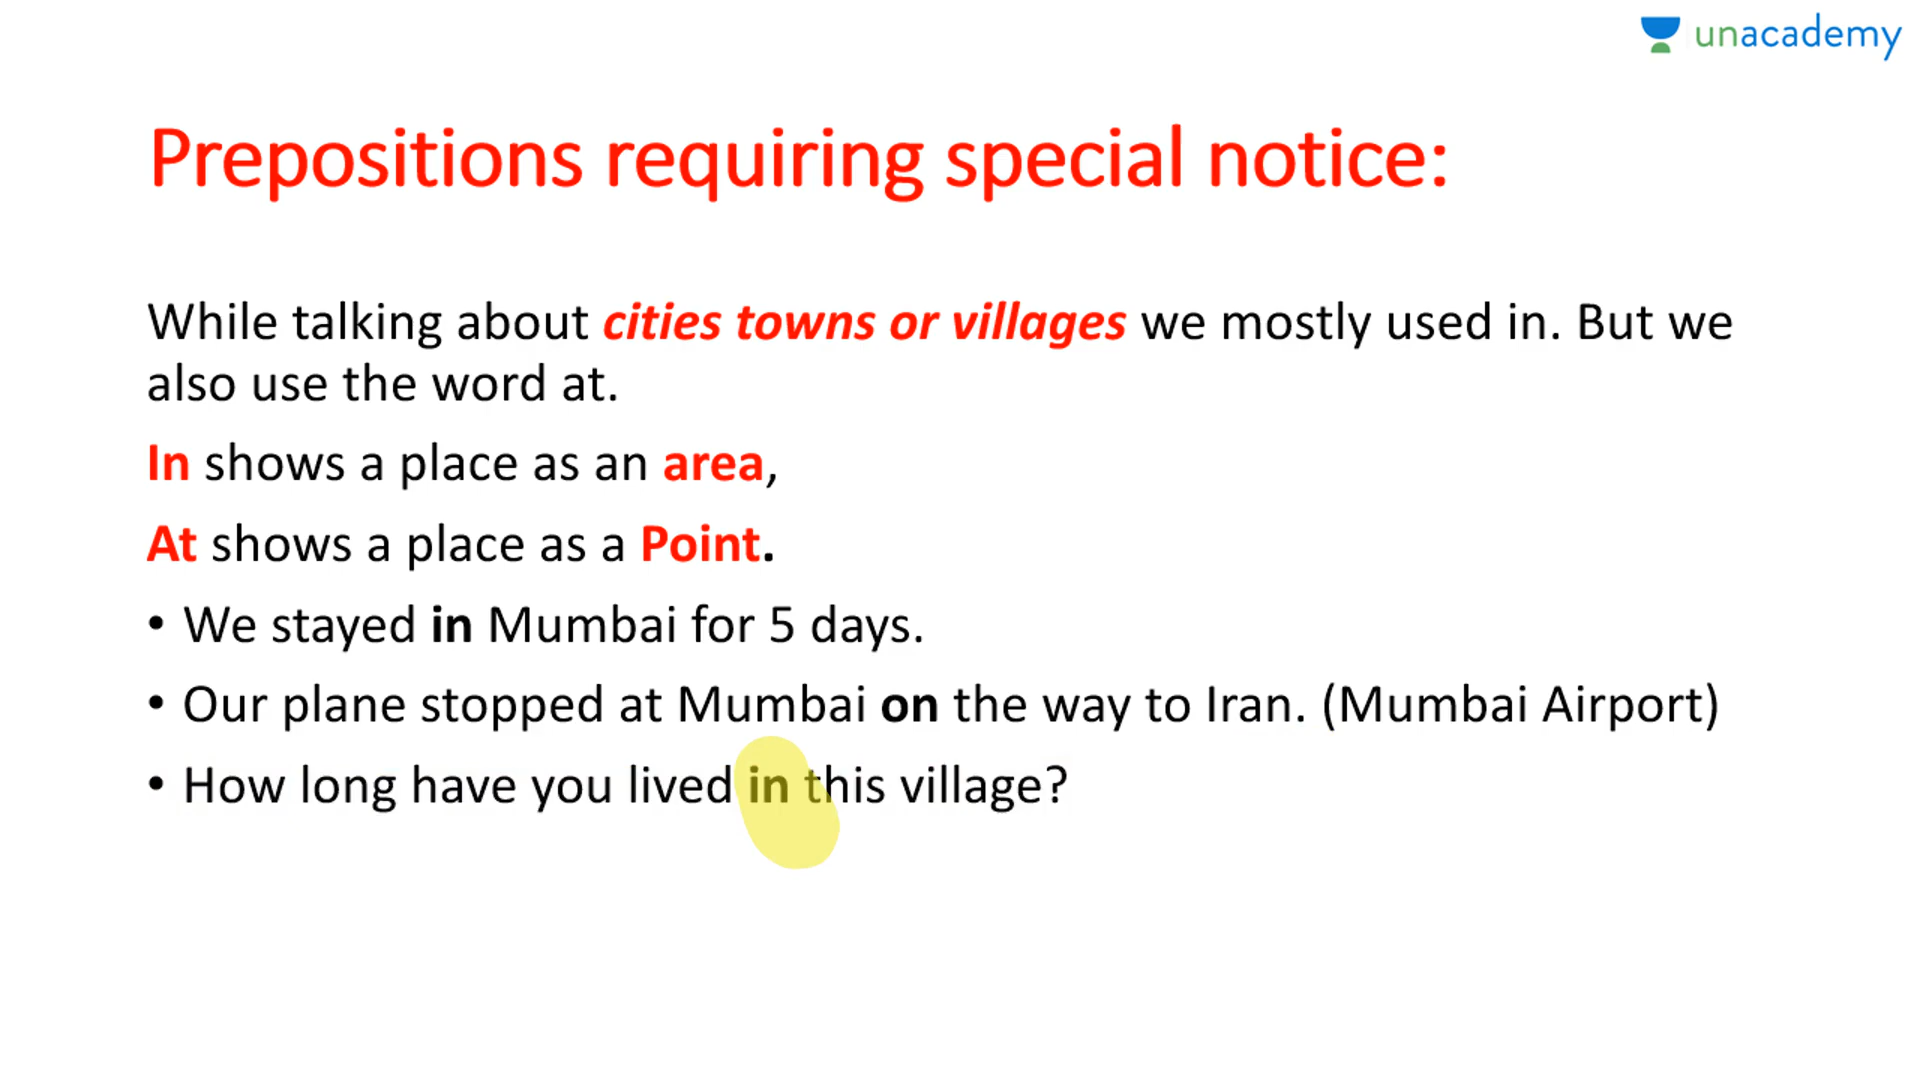 unacademy
Prepositions requiring special notice:
While talking about cities towns or villages we mostly used in. But we
also use the word at.
In shows a place as an area,
At shows a place as a Point.
• We stayed in Mumbai for 5 days.
• Our plane stopped at Mumbai on the way to Iran. (Mumbai Airport)
• How long have you lived in this village?